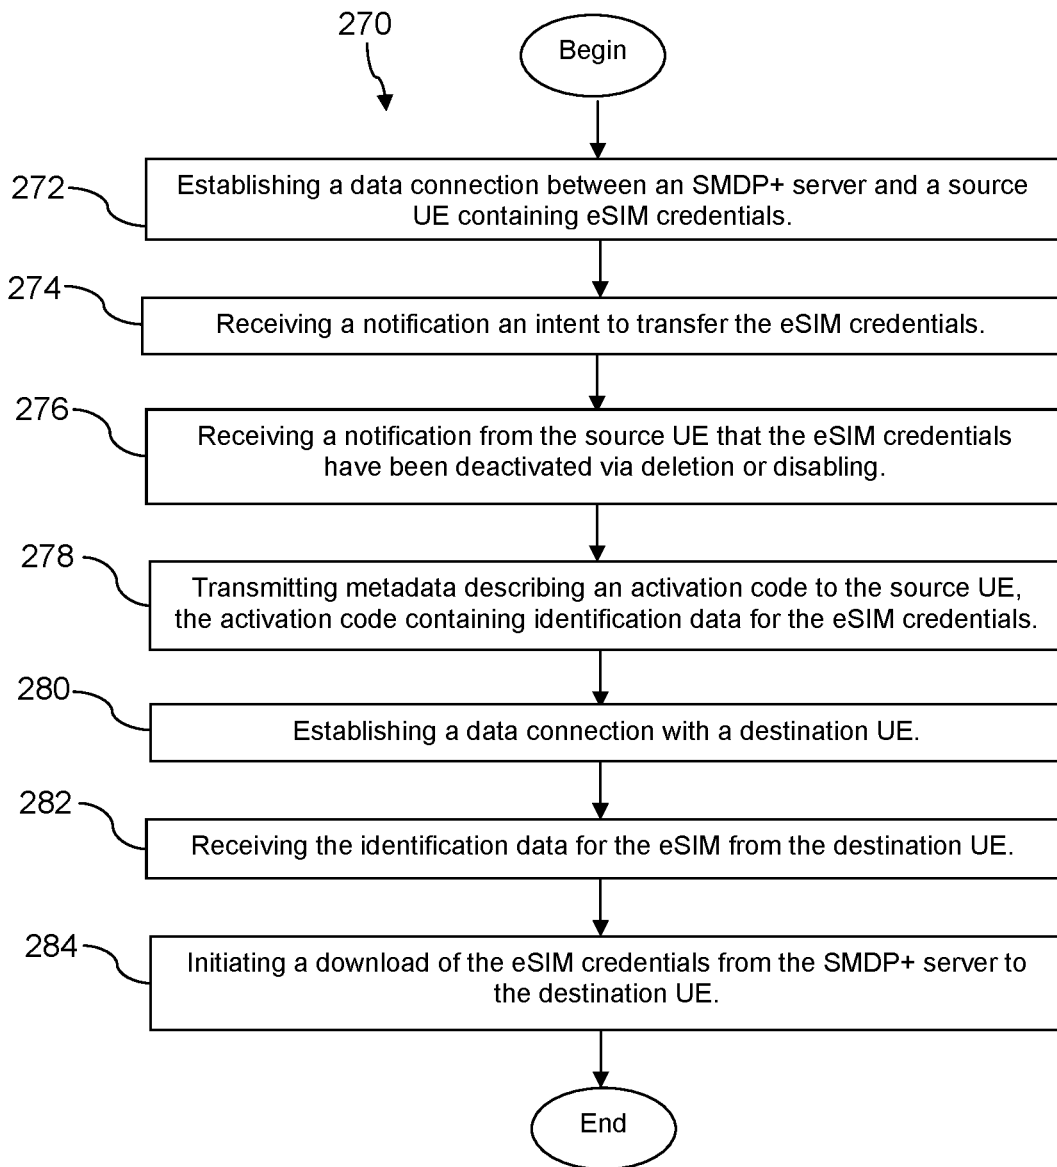 270
Begin
272
Establishing a data connection between an SMDP+ server and a source
UE containing eSIM credentials.
274
Receiving a notification an intent to transfer the eSIM credentials.
276
Receiving a notification from the source UE that the eSIM credentials
have been deactivated via deletion or disabling.
278
Transmitting metadata describing an activation code to the source UE,
the activation code containing identification data for the eSIM credentials.
280
Establishing a data connection with a destination UE.
282
Receiving the identification data for the eSIM from the destination UE.
284
Initiating a download of the eSIM credentials from the SMDP+ server to
the destination UE.
End